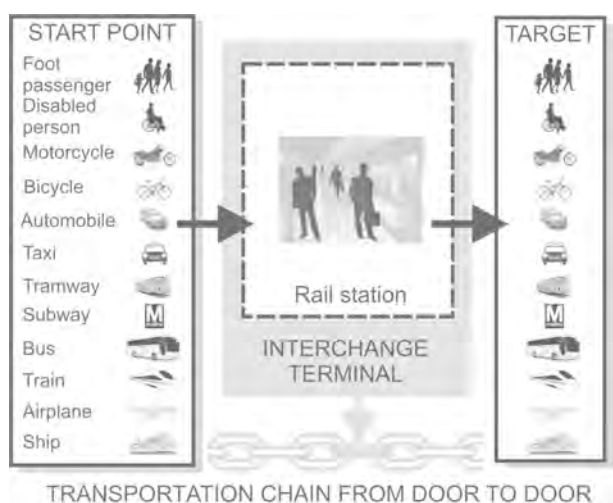 START POINT
Foot
passenger
Disabled
person
Motorcycle
Bicycle
Automobile
Taxi
Tramway
Subway
M
Bus
Train
Airplane
Ship
Rail station
INTERCHANGE
TERMINAL
TARGET
M
TRANSPORTATION CHAIN FROM DOOR TO DOOR